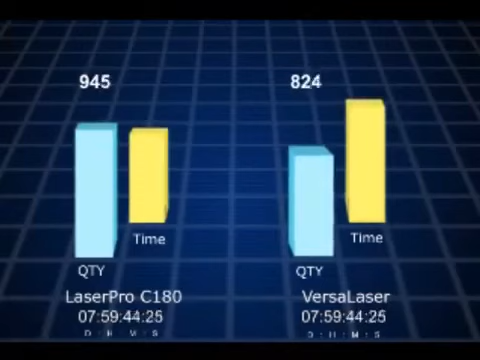 945
824
Time
Time
QTY
QTY
LaserPro C180
VersaLaser
07:59:44:25
07:59:44:25
D : H : M : S
D : H : M : S